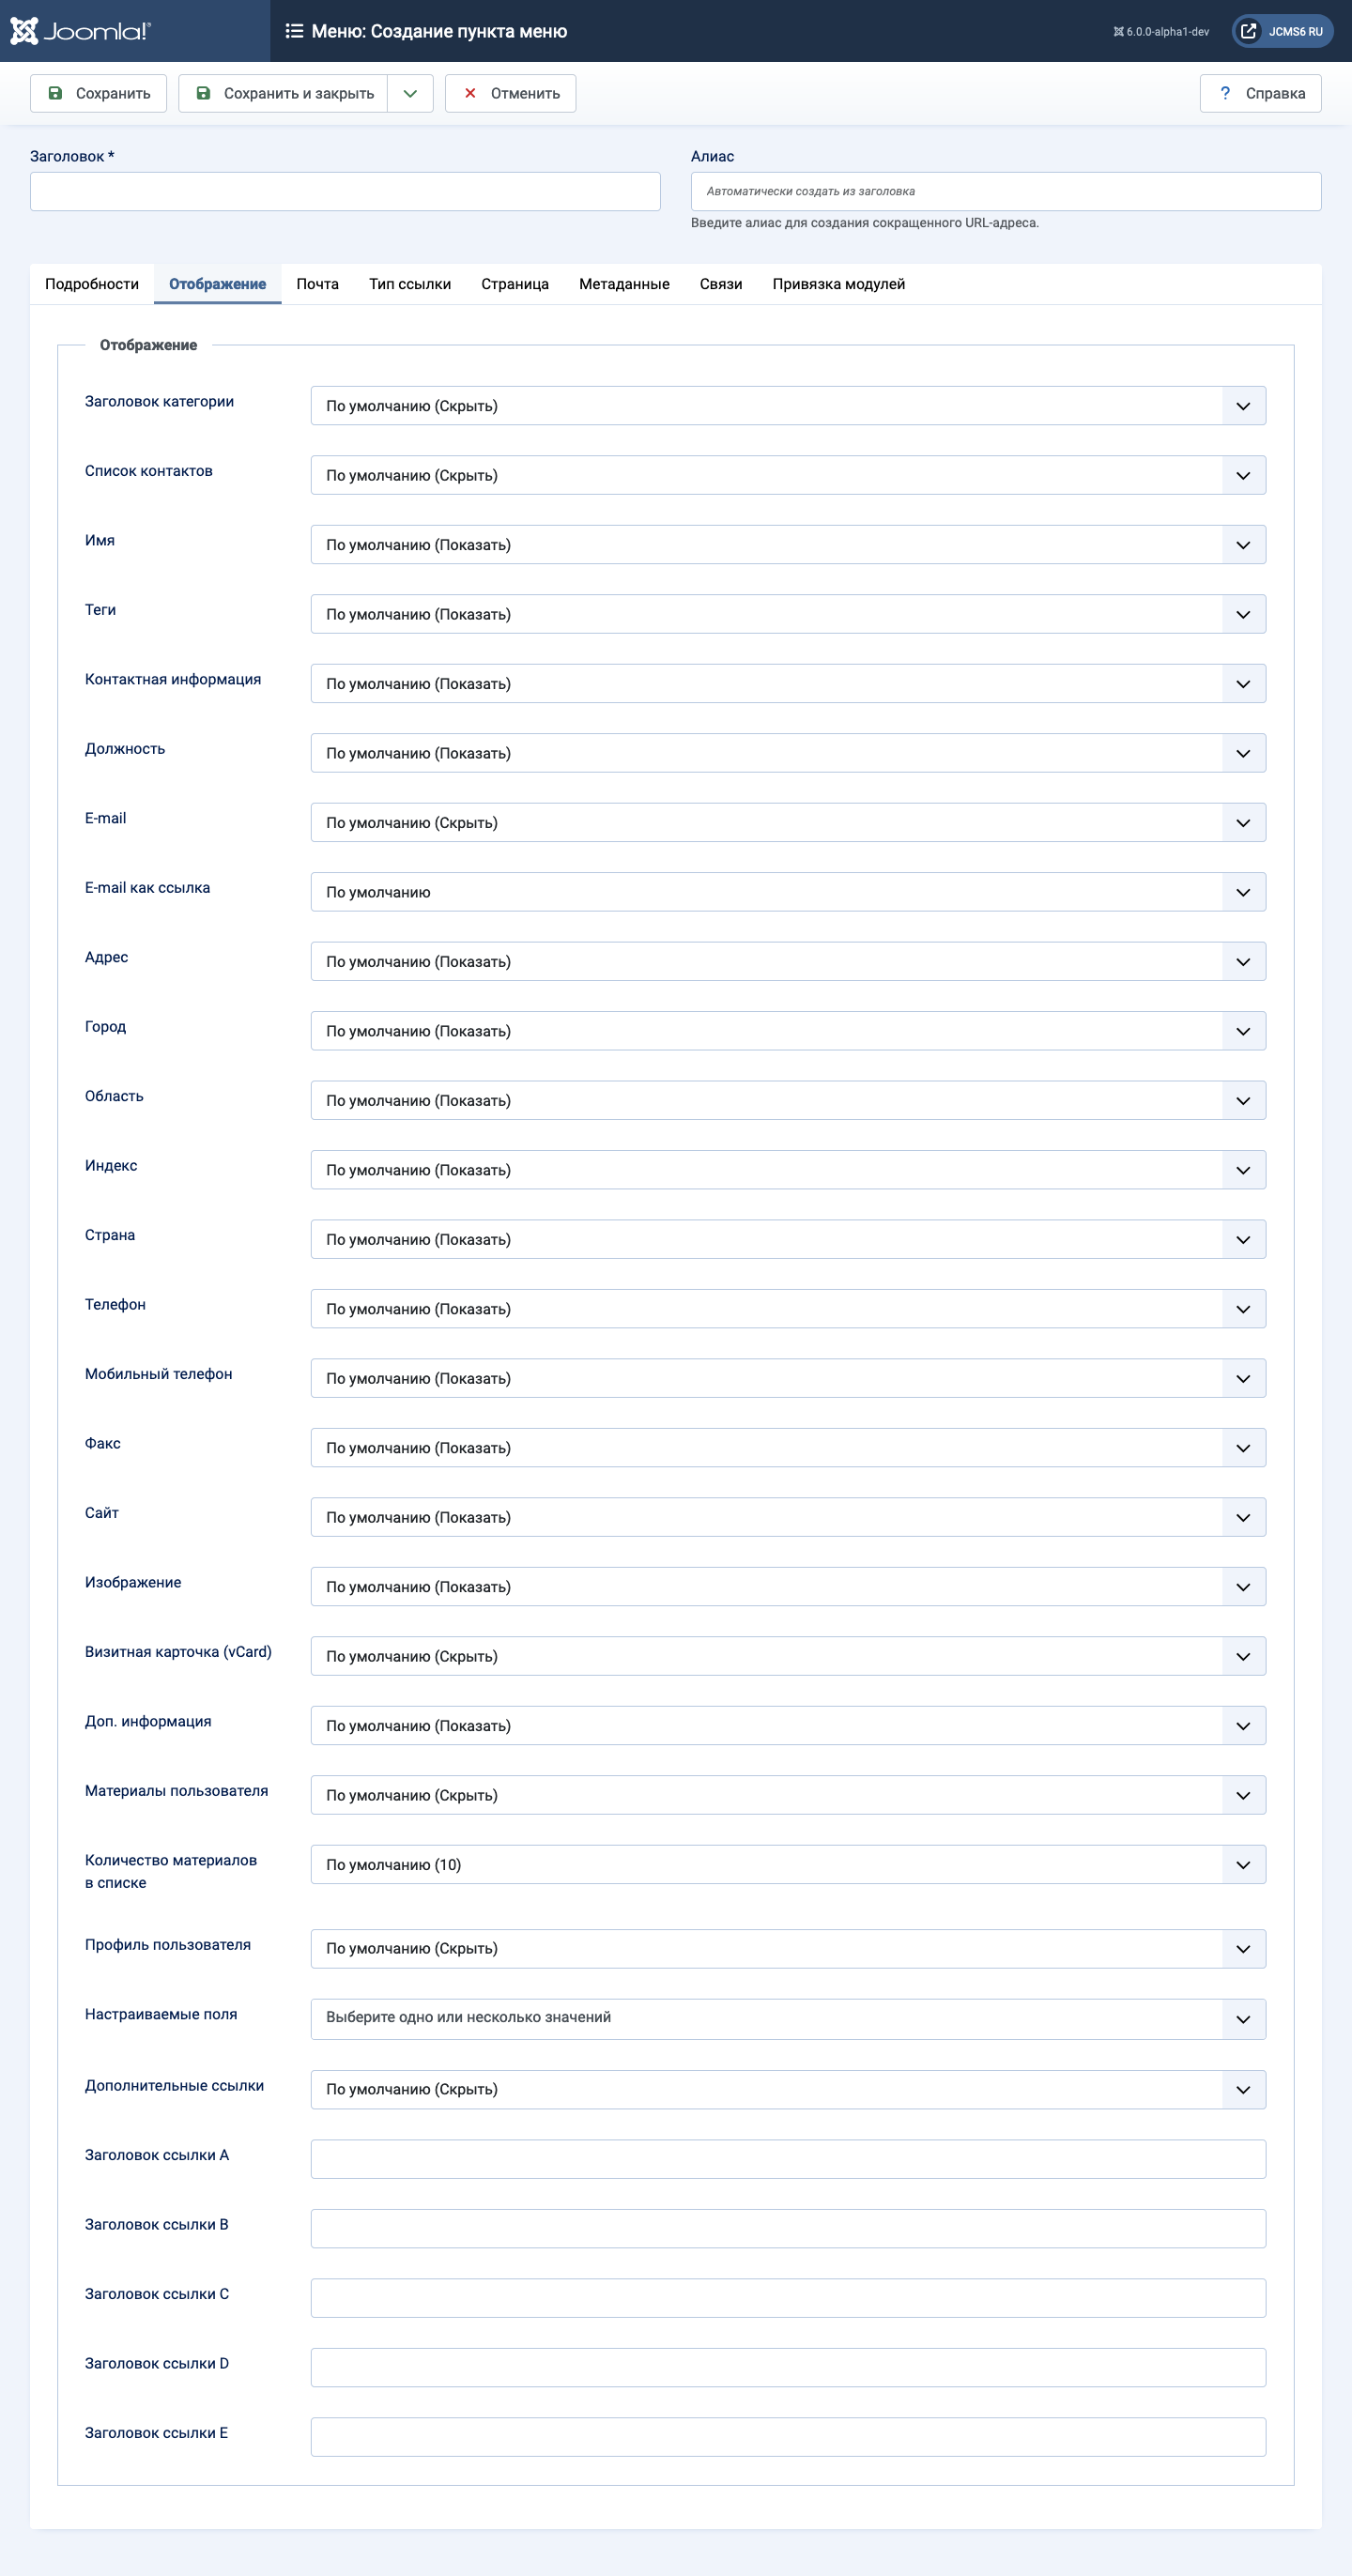 Joomla!
Меню: Создание пункта меню
6.0.0-alpha1-dev
JCMS6 RU
Сохранить
Сохранить и закрыть
Отменить
? Справка
Заголовок *
Алиас
Автоматически создать из заголовка
Введите алиас для создания сокращенного URL-адреса.
Подробности Отображение Почта Тип ссылки Страница Метаданные Связи Привязка модулей
Отображение
Заголовок категории
По умолчанию (Скрыть)
Список контактов
По умолчанию (Скрыть)
Имя
По умолчанию (Показать)
Теги
По умолчанию (Показать)
Контактная информация
По умолчанию (Показать)
Должность
По умолчанию (Показать)
E-mail
По умолчанию (Скрыть)
E-mail как ссылка
По умолчанию
Адрес
По умолчанию (Показать)
Город
По умолчанию (Показать)
Область
По умолчанию (Показать)
Индекс
По умолчанию (Показать)
Страна
По умолчанию (Показать)
Телефон
По умолчанию (Показать)
Мобильный телефон
По умолчанию (Показать)
Факс
По умолчанию (Показать)
Сайт
По умолчанию (Показать)
Изображение
По умолчанию (Показать)
Визитная карточка (vCard)
По умолчанию (Скрыть)
Доп. информация
По умолчанию (Показать)
Материалы пользователя
По умолчанию (Скрыть)
Количество материалов
в списке
По умолчанию (10)
Профиль пользователя
По умолчанию (Скрыть)
Настраиваемые поля
Выберите одно или несколько значений
Дополнительные ссылки
По умолчанию (Скрыть)
Заголовок ссылки A
Заголовок ссылки B
Заголовок ссылки C
Заголовок ссылки D
Заголовок ссылки E